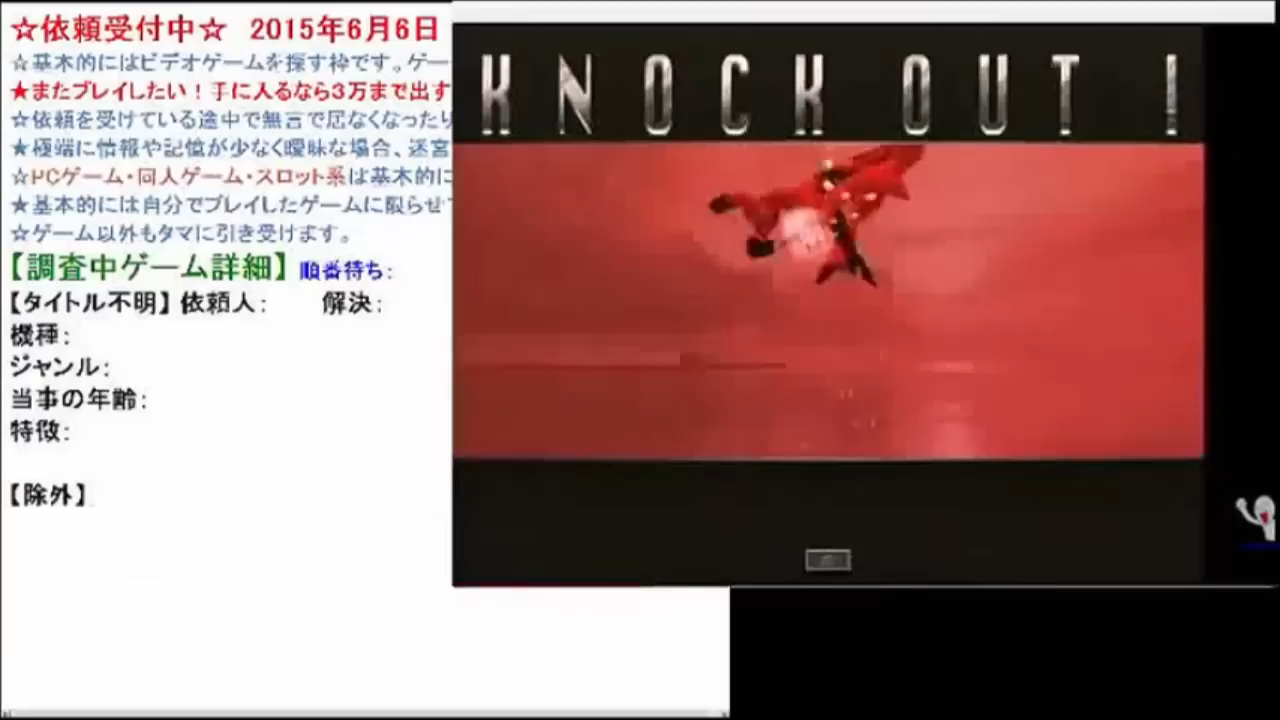 ☆依頼受付中☆ 2015年6月6日
☆基本的にはビデオゲームを探す枠です。ゲー
★またプレイしたい！手に入るなら3万まで出す
☆依頼を受けている途中で無言で居なくなったり
★極端に情報や記憶が少なく曖昧な場合、迷宮
☆PCゲーム・同人ゲーム・スロット系は基本的に
★基本的には自分でプレイしたゲームに限らせて
☆ゲーム以外もタマに引き受けます。
【調査中ゲーム詳細】 順番待ち：
【タイトル不明】 依頼人： 解決：
機種：
ジャンル：
当事の年齢：
特徴：
【除外】
KNOCK OUT !